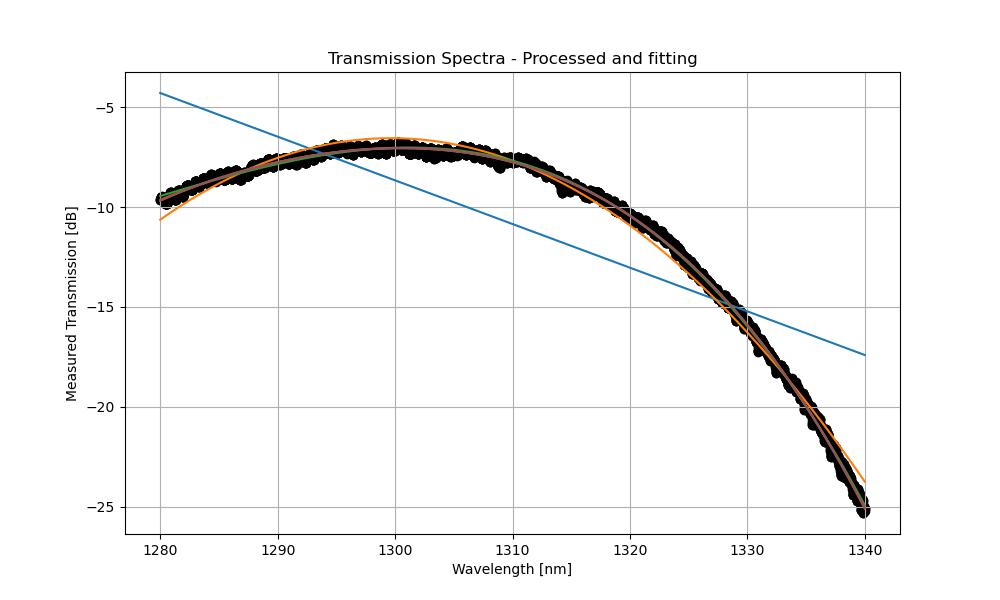 Transmission Spectra - Processed and fitting
Measured Transmission [dB]
−5
−10
−15
−20
−25
1280 1290 1300 1310 1320 1330 1340
Wavelength [nm]